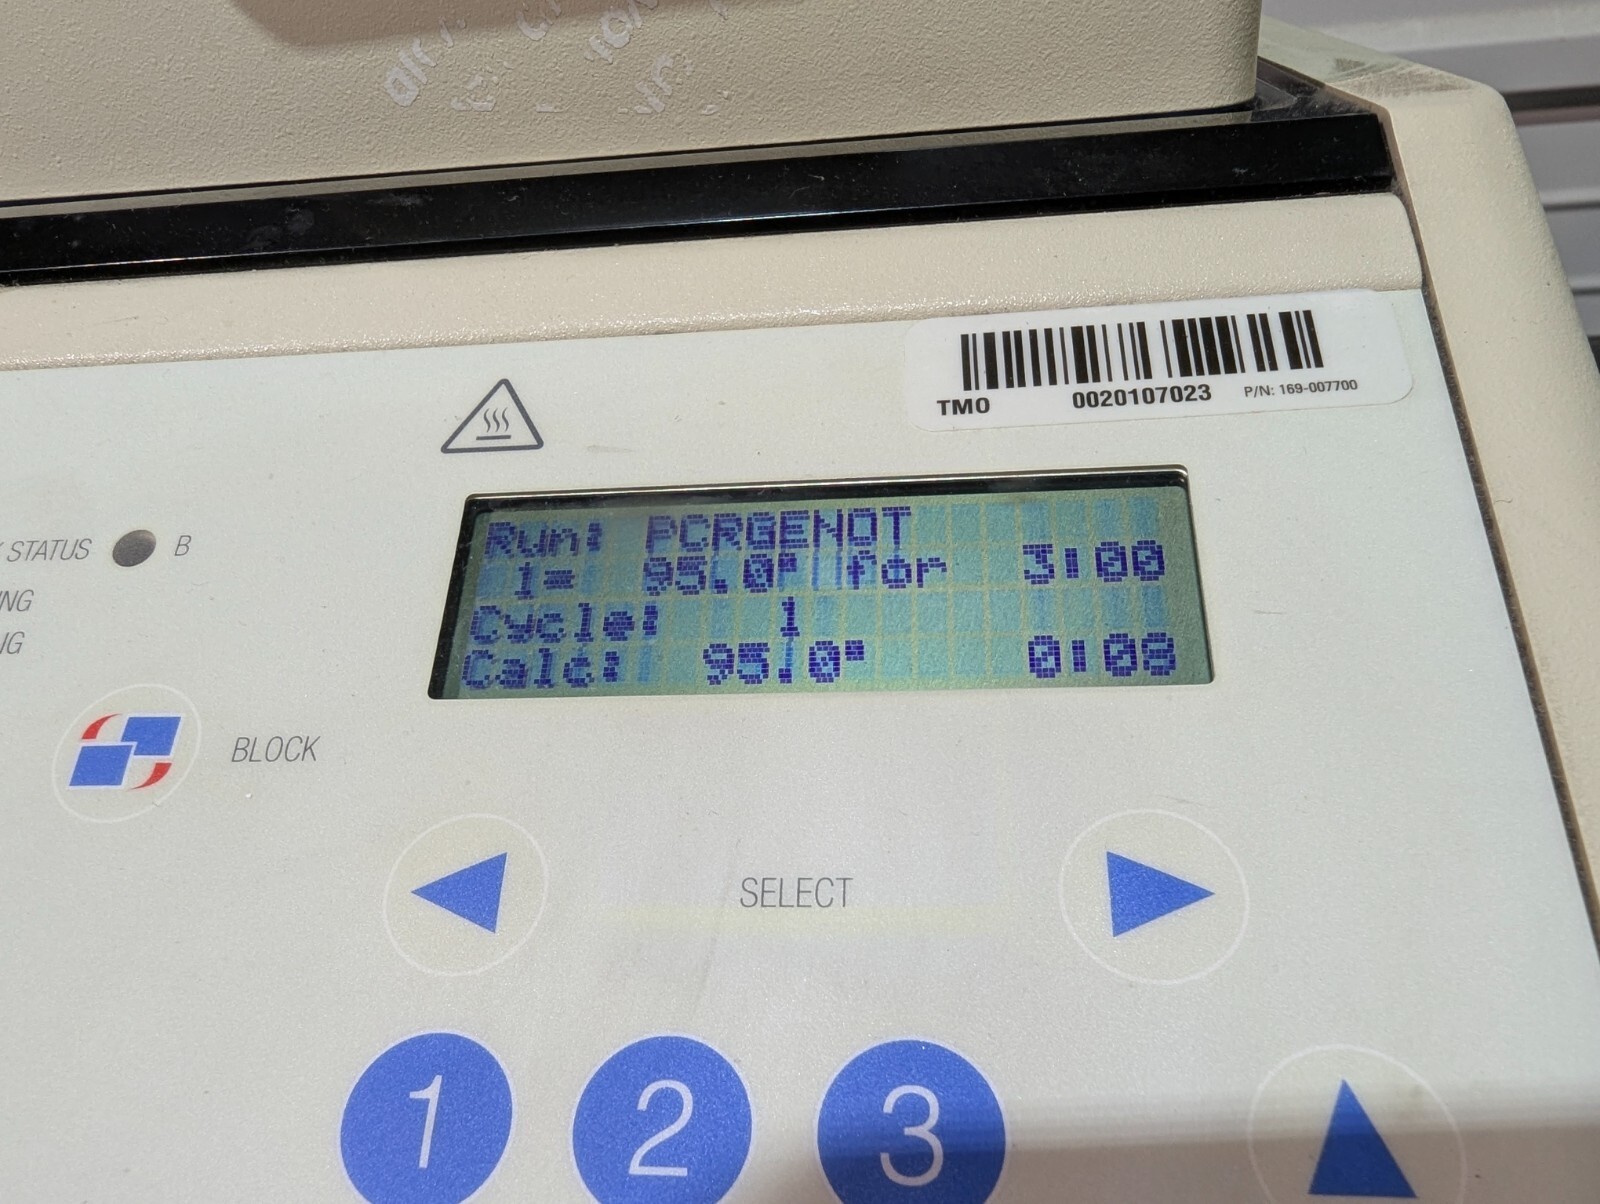 TMO 0020107023 P/N: 169-007700
Run: PCRGENOT
1= 95.0° for 3:00
Cycle: 1
Calc: 95.0° 0:08
STATUS B
NG
G
BLOCK
SELECT
1 2 3